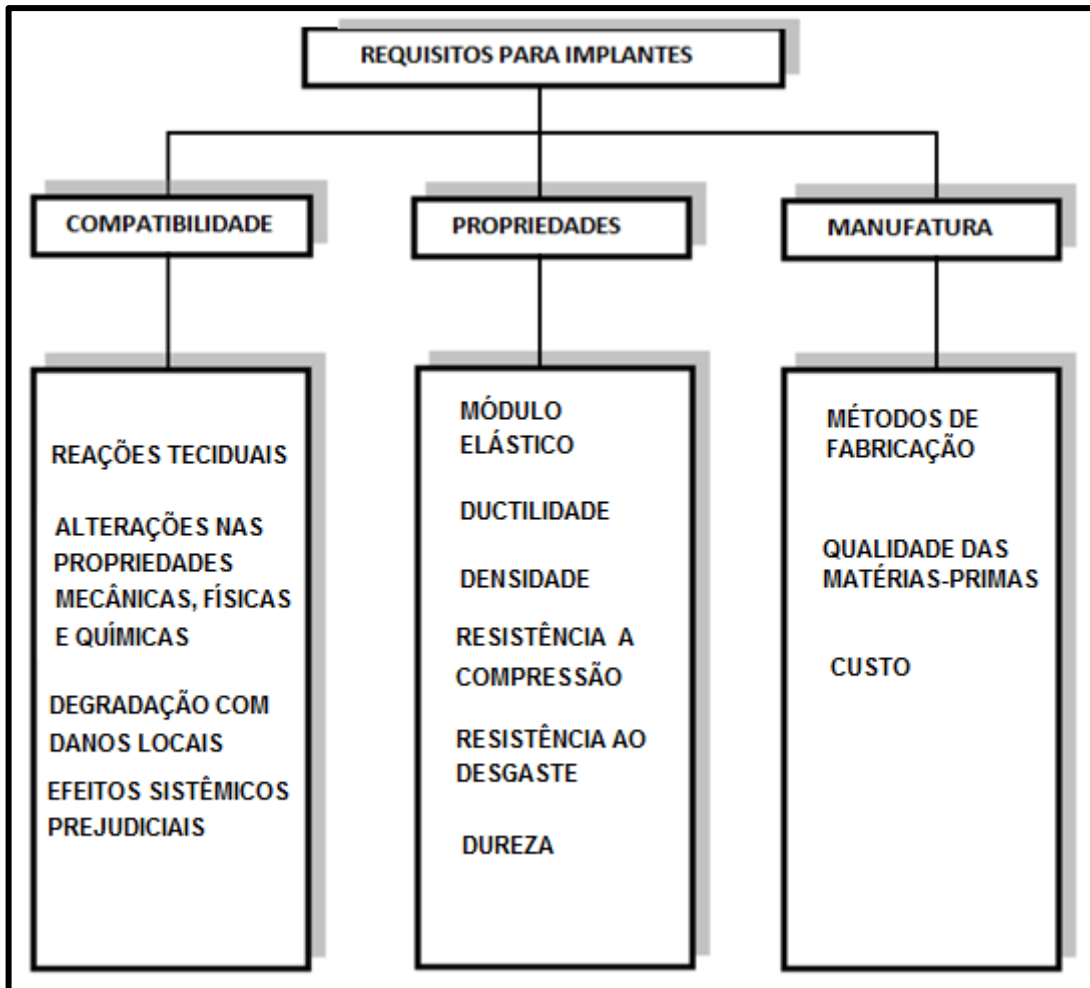 REQUISITOS PARA IMPLANTES
COMPATIBILIDADE
PROPRIEDADES
MANUFATURA
REAÇÕES TECIDUAIS
ALTERAÇÕES NAS
PROPRIEDADES
MECÂNICAS, FÍSICAS
E QUÍMICAS
DEGRADAÇÃO COM
DANOS LOCAIS
EFEITOS SISTÊMICOS
PREJUDICIAIS
MÓDULO
ELÁSTICO
DUCTILIDADE
DENSIDADE
RESISTÊNCIA A
COMPRESSÃO
RESISTÊNCIA AO
DESGASTE
DUREZA
MÉTODOS DE
FABRICAÇÃO
QUALIDADE DAS
MATÉRIAS-PRIMAS
CUSTO